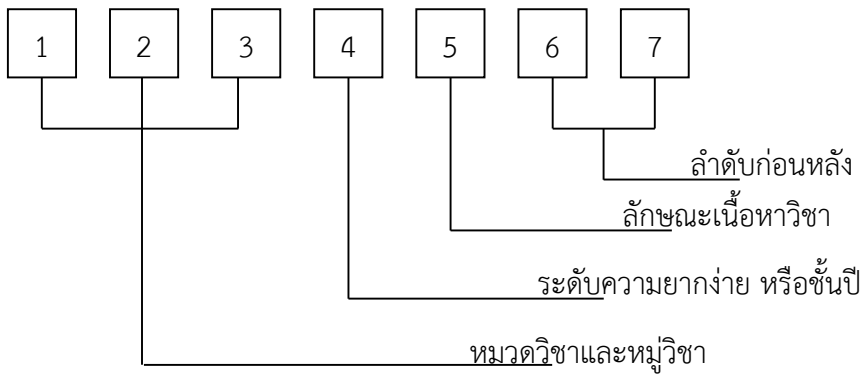 1 2 3 4 5 6 7
ลำดับก่อนหลัง
ลักษณะเนื้อหาวิชา
ระดับความยากง่าย หรือชั้นปี
หมวดวิชาและหมู่วิชา